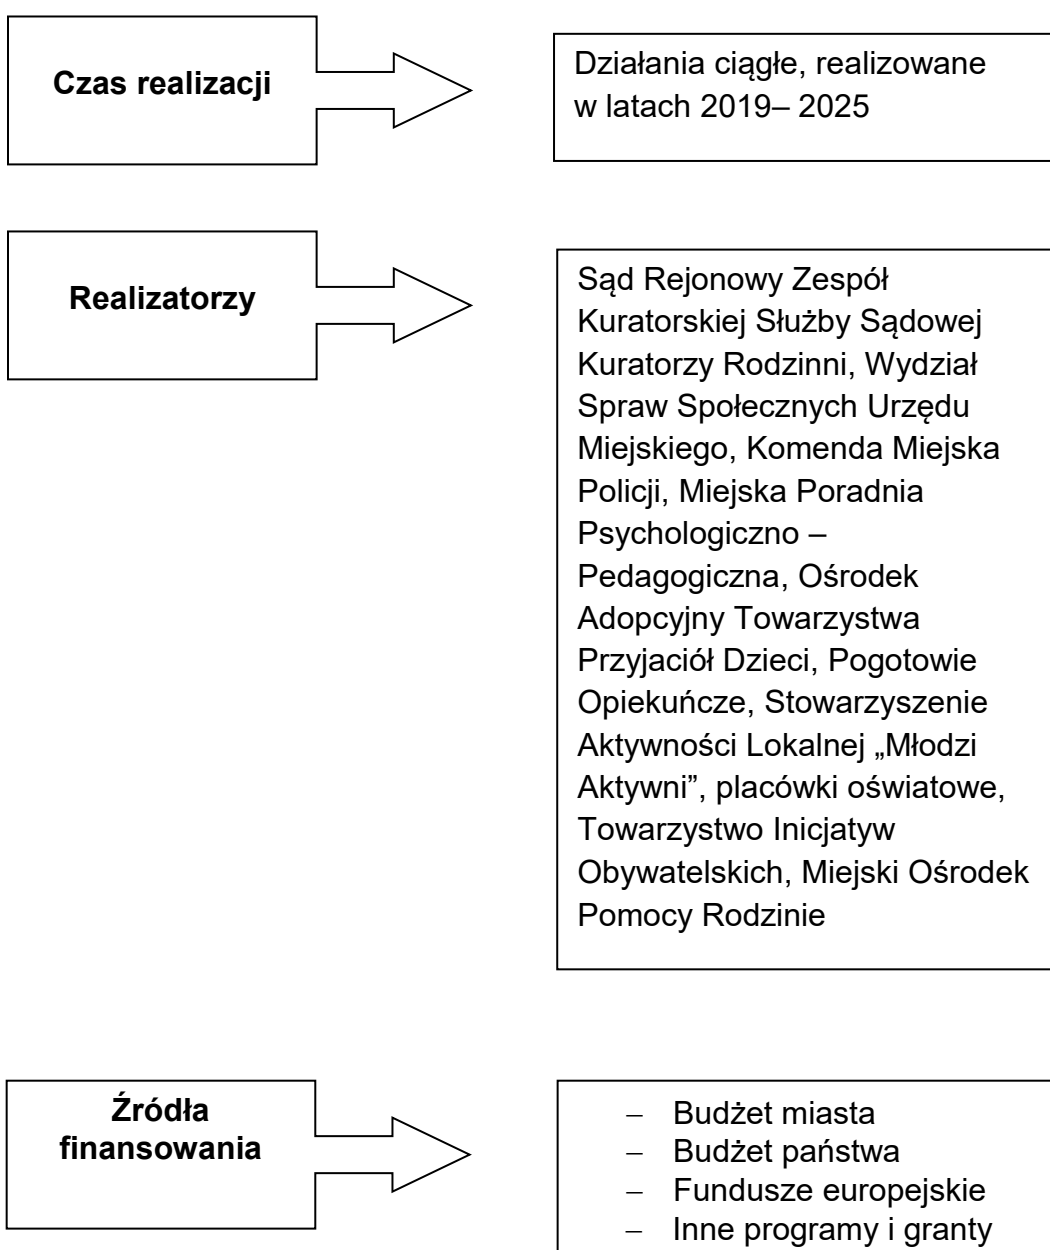 Czas realizacji
Działania ciągłe, realizowane
w latach 2019– 2025
Realizatorzy
Sąd Rejonowy Zespół
Kuratorskiej Służby Sądowej
Kuratorzy Rodzinni, Wydział
Spraw Społecznych Urzędu
Miejskiego, Komenda Miejska
Policji, Miejska Poradnia
Psychologiczno –
Pedagogiczna, Ośrodek
Adopcyjny Towarzystwa
Przyjaciół Dzieci, Pogotowie
Opiekuńcze, Stowarzyszenie
Aktywności Lokalnej „Młodzi
Aktywni”, placówki oświatowe,
Towarzystwo Inicjatyw
Obywatelskich, Miejski Ośrodek
Pomocy Rodzinie
Źródła
finansowania
– Budżet miasta
– Budżet państwa
– Fundusze europejskie
– Inne programy i granty